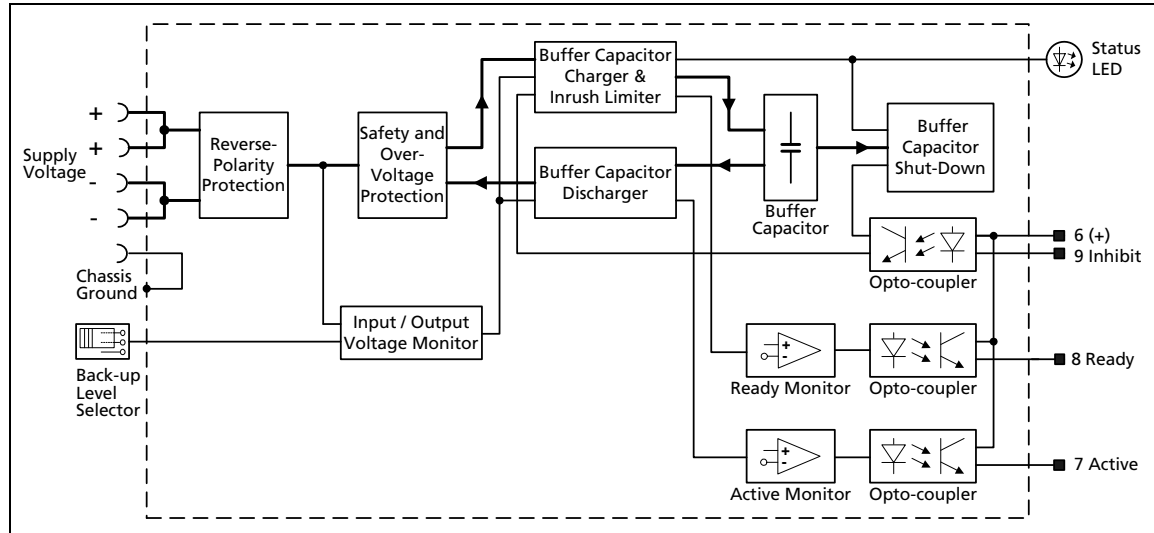 Buffer Capacitor
Charger &
Inrush Limiter
Status
LED
+
+
-
-
Supply
Voltage
Reverse-
Polarity
Protection
Safety and
Over-
Voltage
Protection
Buffer Capacitor
Discharger
Buffer
Capacitor
Buffer
Capacitor
Shut-Down
Chassis
Ground
6 (+)
9 Inhibit
Opto-coupler
Input / Output
Voltage Monitor
Back-up
Level
Selector
+
-
Ready Monitor
Opto-coupler
8 Ready
+
-
Active Monitor
Opto-coupler
7 Active